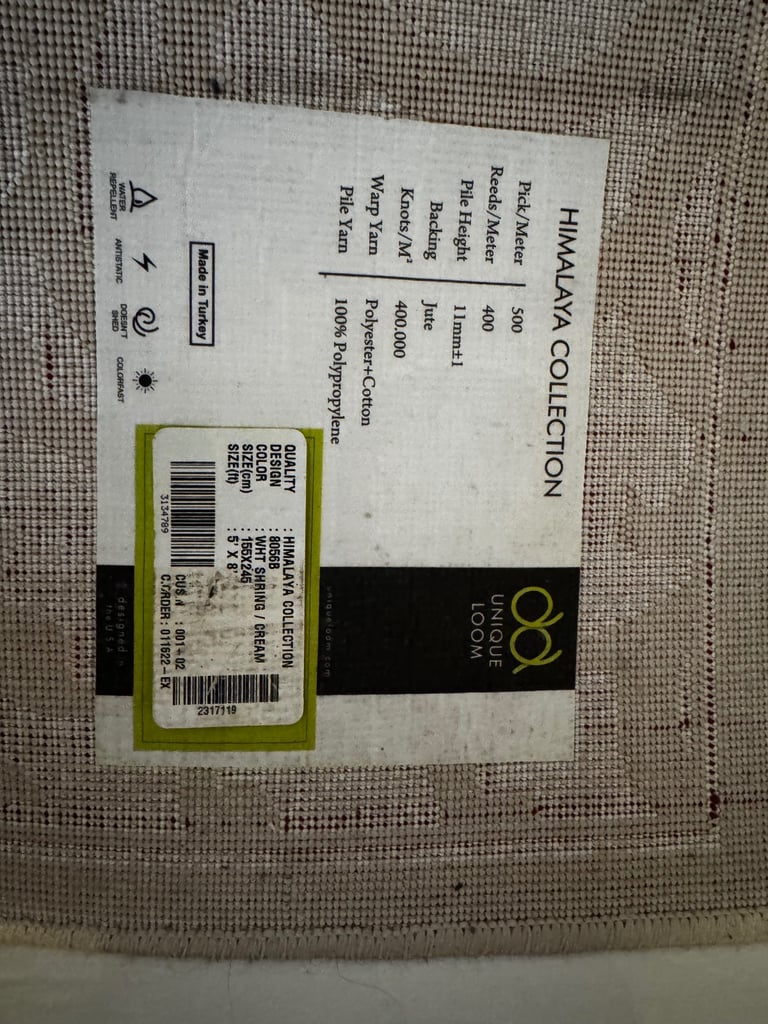 HIMALAYA COLLECTION
Pick/Meter 500
Reeds/Meter 400
Pile Height 11mm±1
Backing Jute
Knots/M² 400.000
Warp Yarn Polyester+Cotton
Pile Yarn 100% Polypropylene
Made in Turkey
WATER
REPELLENT
ANTISTATIC
DOESN'T
SHED
COLORFAST
UNIQUE
LOOM
uniqueloom.com
designed in
the USA
QUALITY : HIMALAYA COLLECTION
DESIGN : 8056B
COLOR : WHT SHRING / CREAM
SIZE(cm) : 155X245
SIZE(ft) : 5' X 8'
3134789
CUS.N : 001-02
C.ORDER: 011622-EX
2317119